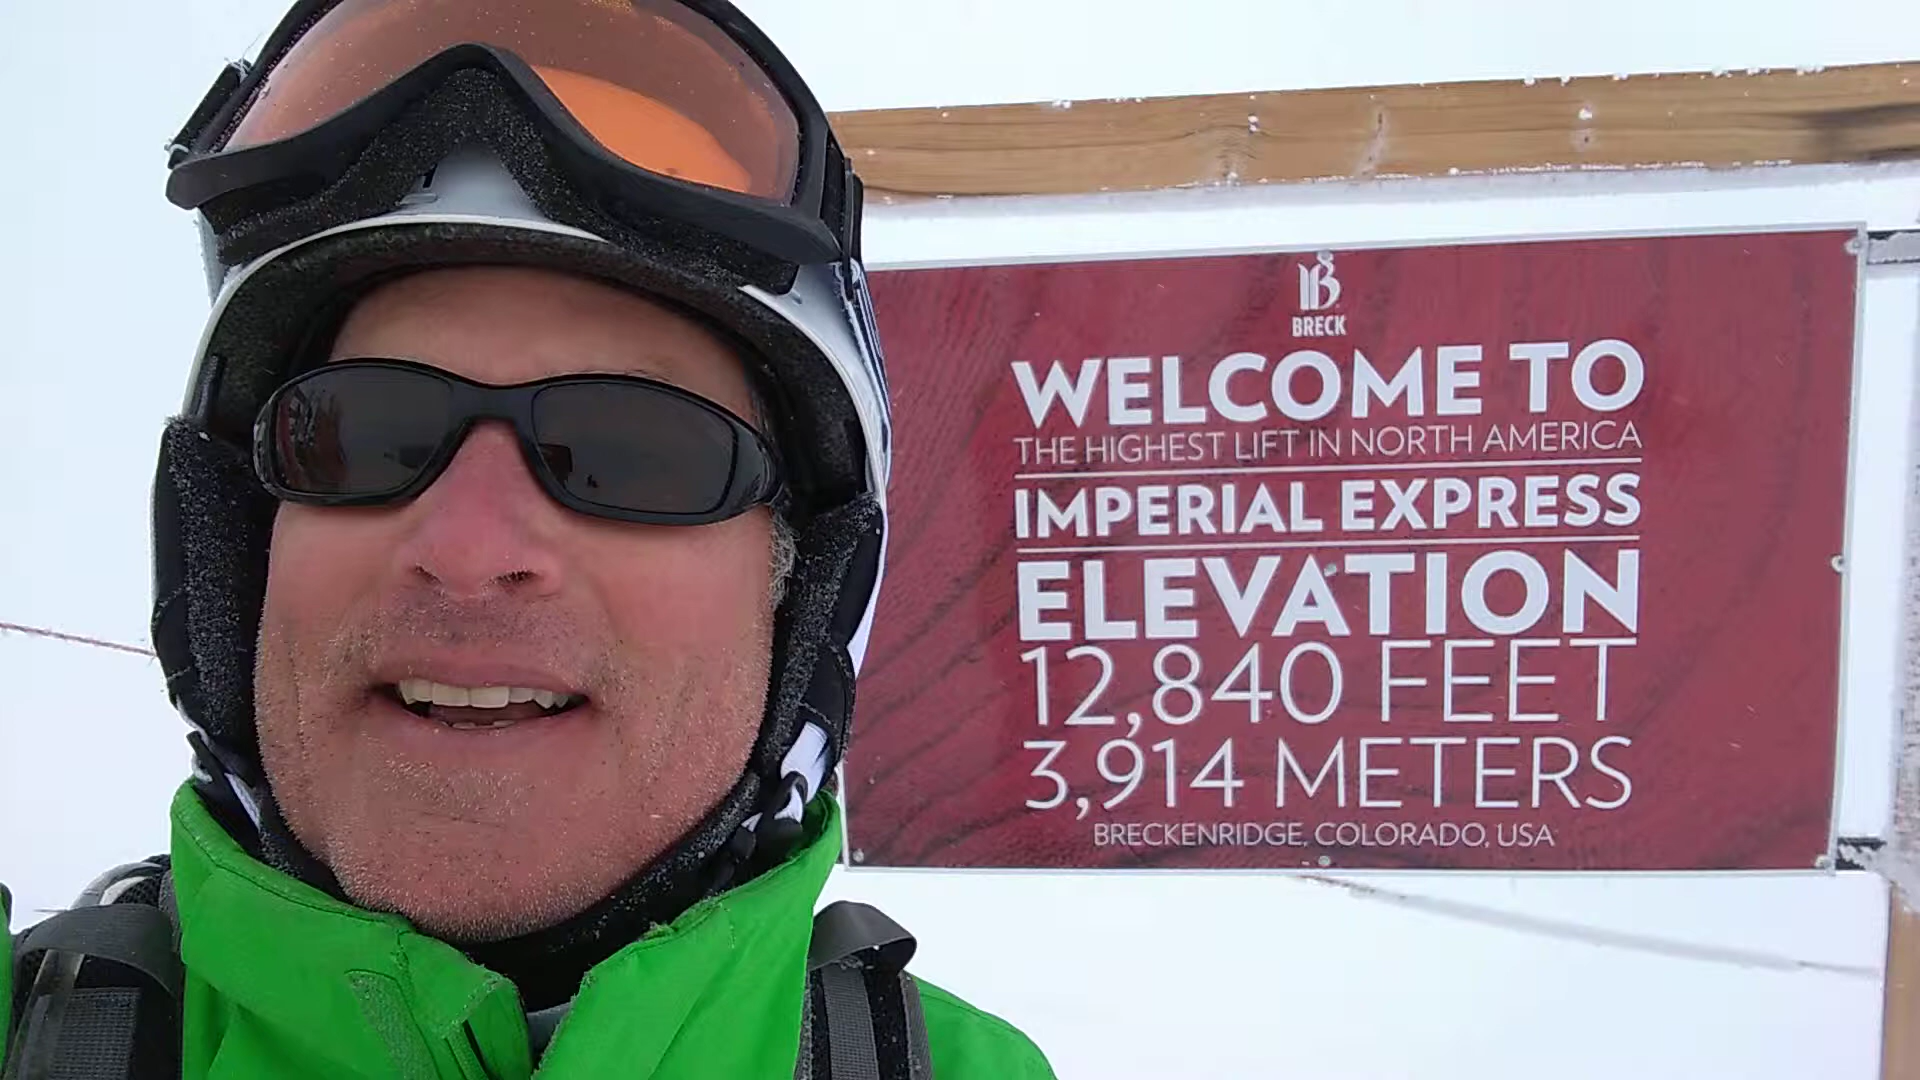 BRECK
WELCOME TO
THE HIGHEST LIFT IN NORTH AMERICA
IMPERIAL EXPRESS
ELEVATION
12,840 FEET
3,914 METERS
BRECKENRIDGE, COLORADO, USA